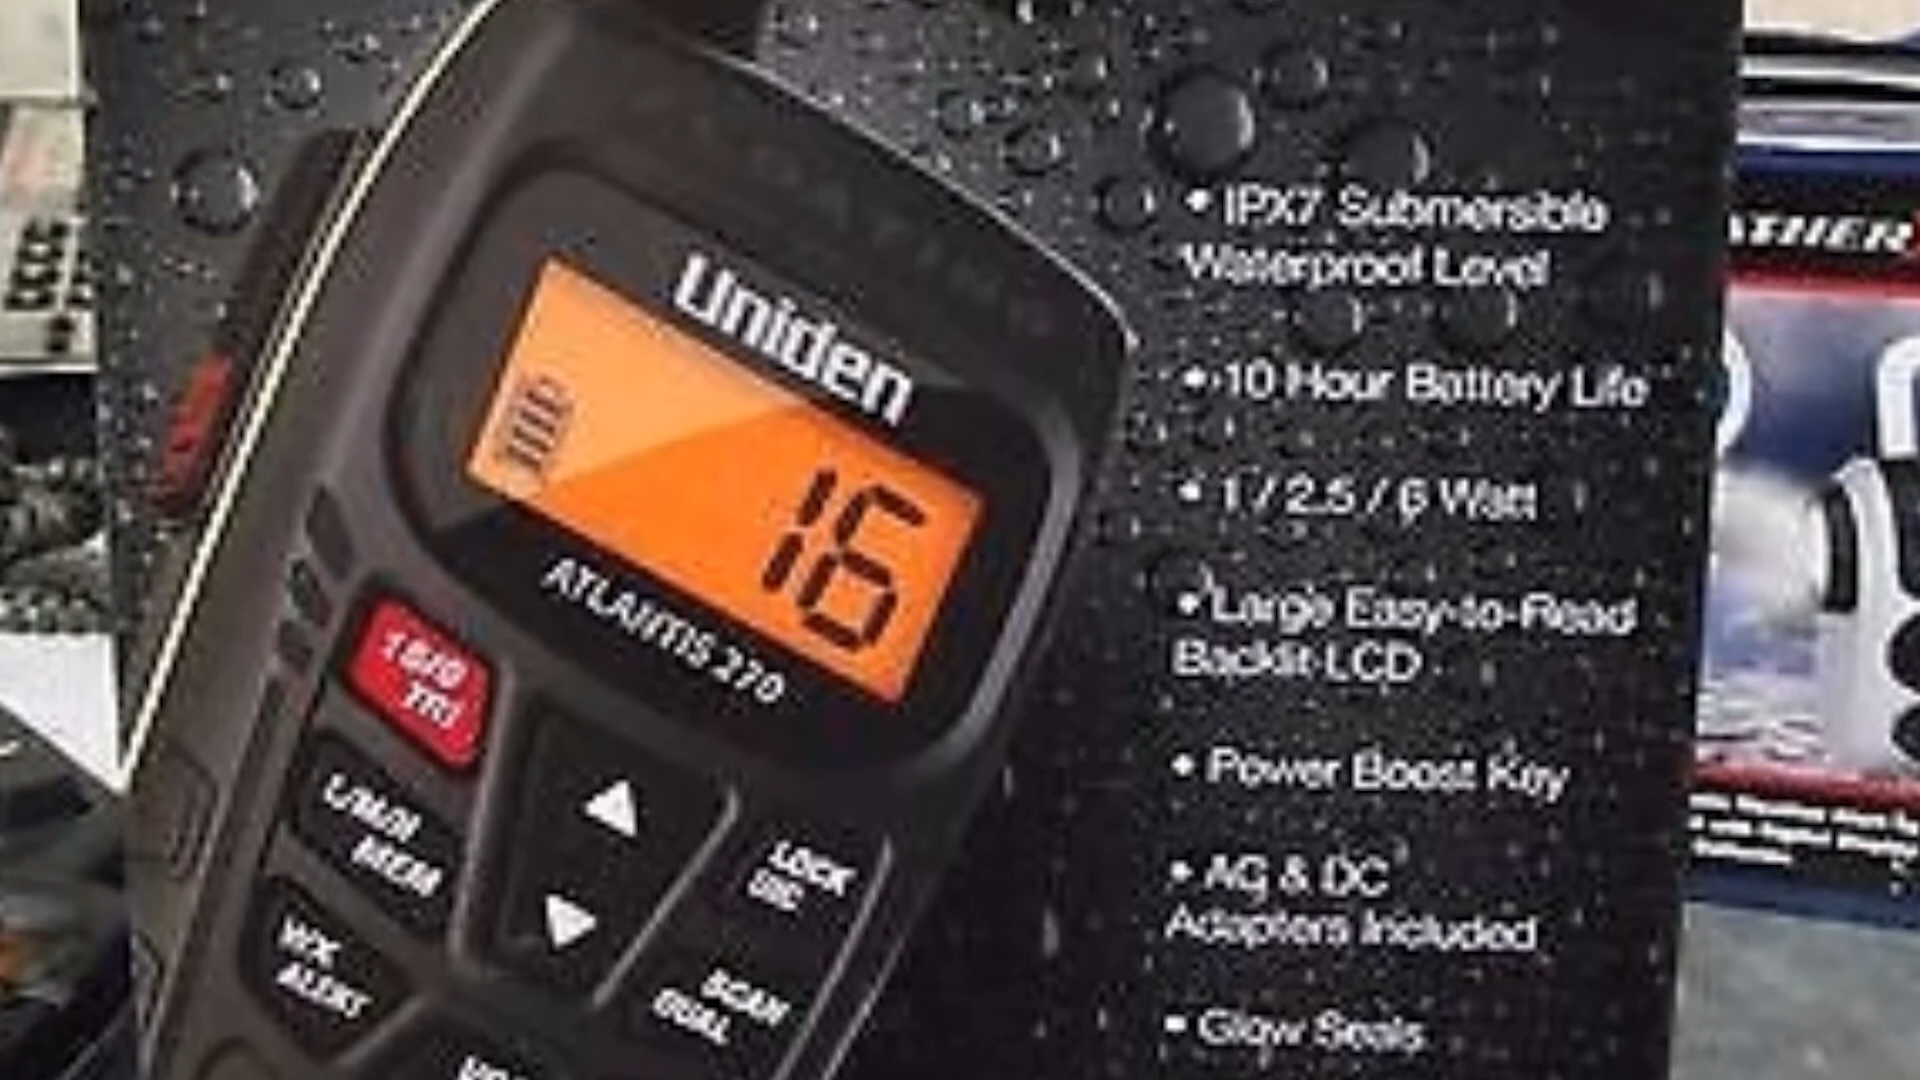 Uniden
16
ATLANTIS 270
16/9
TRI
MEM
WX
ALERT
LOCK
SCAN
DUAL
• IPX7 Submersible
Waterproof Level
• 10 Hour Battery Life
• 1 / 2.5 / 6 Watt
• Large Easy-to-Read
Backlit LCD
• Power Boost Key
• AC & DC
Adapters Included
• Glow Seals